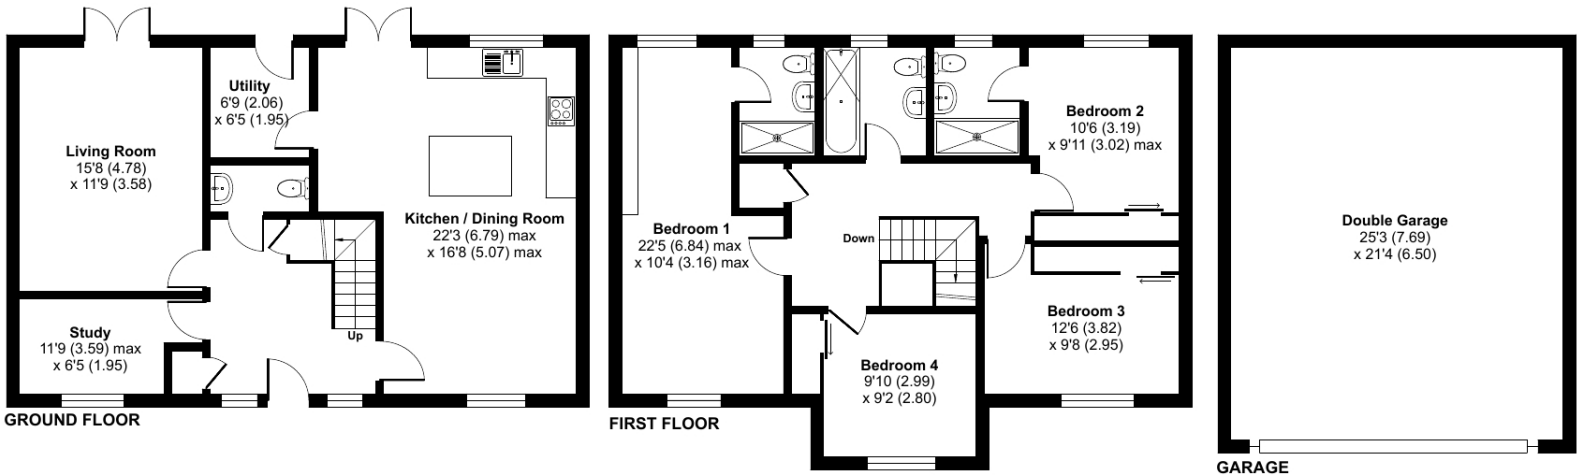 Utility
6'9 (2.06)
x 6'5 (1.95)
Living Room
15'8 (4.78)
x 11'9 (3.58)
Kitchen / Dining Room
22'3 (6.79) max
x 16'8 (5.07) max
Study
11'9 (3.59) max
x 6'5 (1.95)
Up
GROUND FLOOR
Bedroom 2
10'6 (3.19)
x 9'11 (3.02) max
Bedroom 1
22'5 (6.84) max
x 10'4 (3.16) max
Down
Bedroom 3
12'6 (3.82)
x 9'8 (2.95)
Bedroom 4
9'10 (2.99)
x 9'2 (2.80)
FIRST FLOOR
Double Garage
25'3 (7.69)
x 21'4 (6.50)
GARAGE